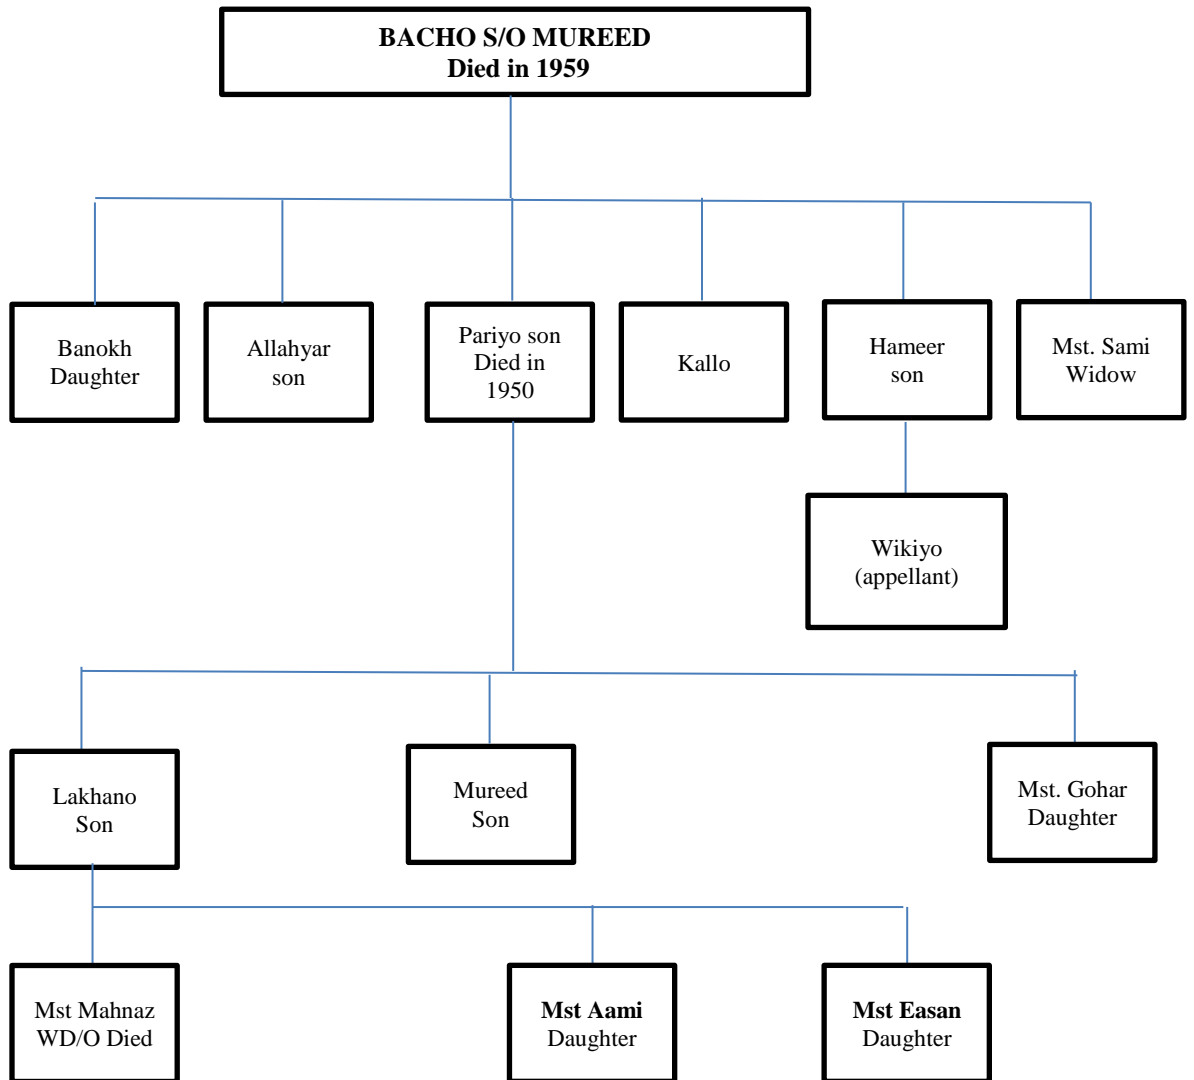 BACHO S/O MUREED
Died in 1959
Banokh
Daughter
Allahyar
son
Pariyo son
Died in
1950
Kallo
Hameer
son
Mst. Sami
Widow
Wikiyo
(appellant)
Lakhano
Son
Mureed
Son
Mst. Gohar
Daughter
Mst Mahnaz
WD/O Died
Mst Aami
Daughter
Mst Easan
Daughter